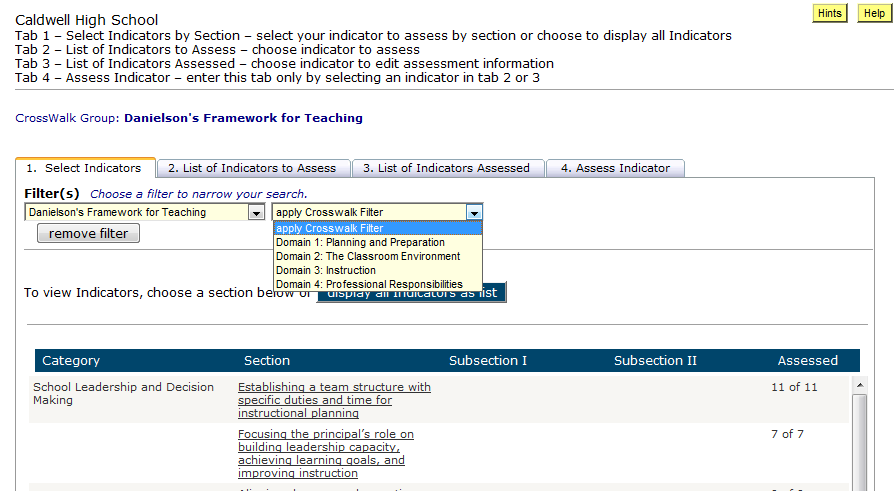 Hints Help
Caldwell High School
Tab 1 – Select Indicators by Section – select your indicator to assess by section or choose to display all Indicators
Tab 2 – List of Indicators to Assess – choose indicator to assess
Tab 3 – List of Indicators Assessed – choose indicator to edit assessment information
Tab 4 – Assess Indicator – enter this tab only by selecting an indicator in tab 2 or 3
CrossWalk Group: Danielson's Framework for Teaching
1. Select Indicators 2. List of Indicators to Assess 3. List of Indicators Assessed 4. Assess Indicator
Filter(s) Choose a filter to narrow your search.
Danielson's Framework for Teaching apply Crosswalk Filter
apply Crosswalk Filter
remove filter
Domain 1: Planning and Preparation
Domain 2: The Classroom Environment
Domain 3: Instruction
Domain 4: Professional Responsibilities
To view Indicators, choose a section below or display all Indicators as list
Category Section Subsection I Subsection II Assessed
School Leadership and Decision Establishing a team structure with 11 of 11
Making specific duties and time for
instructional planning
Focusing the principal's role on 7 of 7
building leadership capacity,
achieving learning goals, and
improving instruction